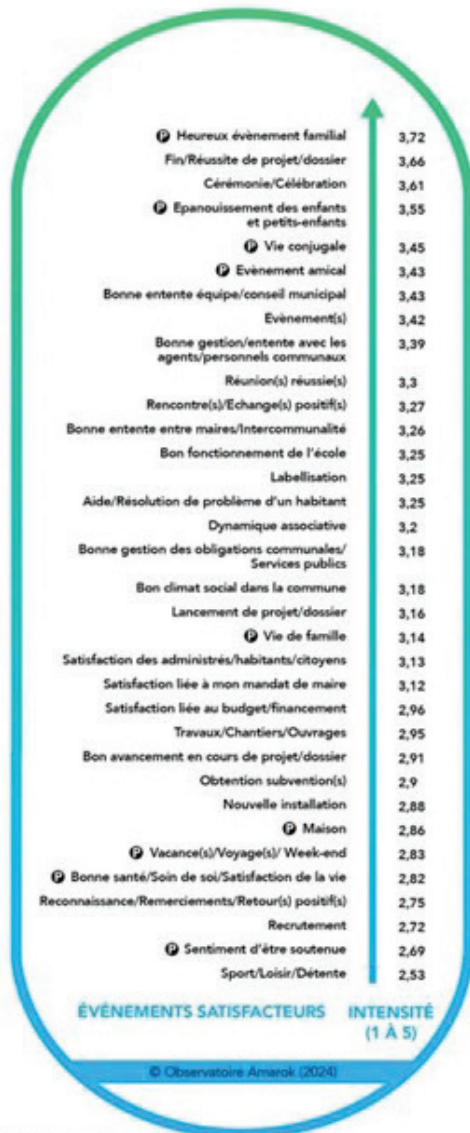 Ⓟ Heureux évènement familial 3,72
Fin/Réussite de projet/dossier 3,66
Cérémonie/Célébration 3,61
Ⓟ Epanouissement des enfants 3,55
et petits-enfants
Ⓟ Vie conjugale 3,45
Ⓟ Evènement amical 3,43
Bonne entente équipe/conseil municipal 3,43
Evènement(s) 3,42
Bonne gestion/entente avec les 3,39
agents/personnels communaux
Réunion(s) réussie(s) 3,3
Rencontre(s)/Echange(s) positif(s) 3,27
Bonne entente entre maires/Intercommunalité 3,26
Bon fonctionnement de l'école 3,25
Labellisation 3,25
Aide/Résolution de problème d'un habitant 3,25
Dynamique associative 3,2
Bonne gestion des obligations communales/ 3,18
Services publics
Bon climat social dans la commune 3,18
Lancement de projet/dossier 3,16
Ⓟ Vie de famille 3,14
Satisfaction des administrés/habitants/citoyens 3,13
Satisfaction liée à mon mandat de maire 3,12
Satisfaction liée au budget/financement 2,96
Travaux/Chantiers/Ouvrages 2,95
Bon avancement en cours de projet/dossier 2,91
Obtention subvention(s) 2,9
Nouvelle installation 2,88
Ⓟ Maison 2,86
Ⓟ Vacance(s)/Voyage(s)/ Week-end 2,83
Ⓟ Bonne santé/Soin de soi/Satisfaction de la vie 2,82
Reconnaissance/Remerciements/Retour(s) positif(s) 2,75
Recrutement 2,72
Ⓟ Sentiment d'être soutenue 2,69
Sport/Loisir/Détente 2,53
ÉVÉNEMENTS SATISFACTEURS INTENSITÉ
(1 À 5)
© Observatoire Amarok (2024)